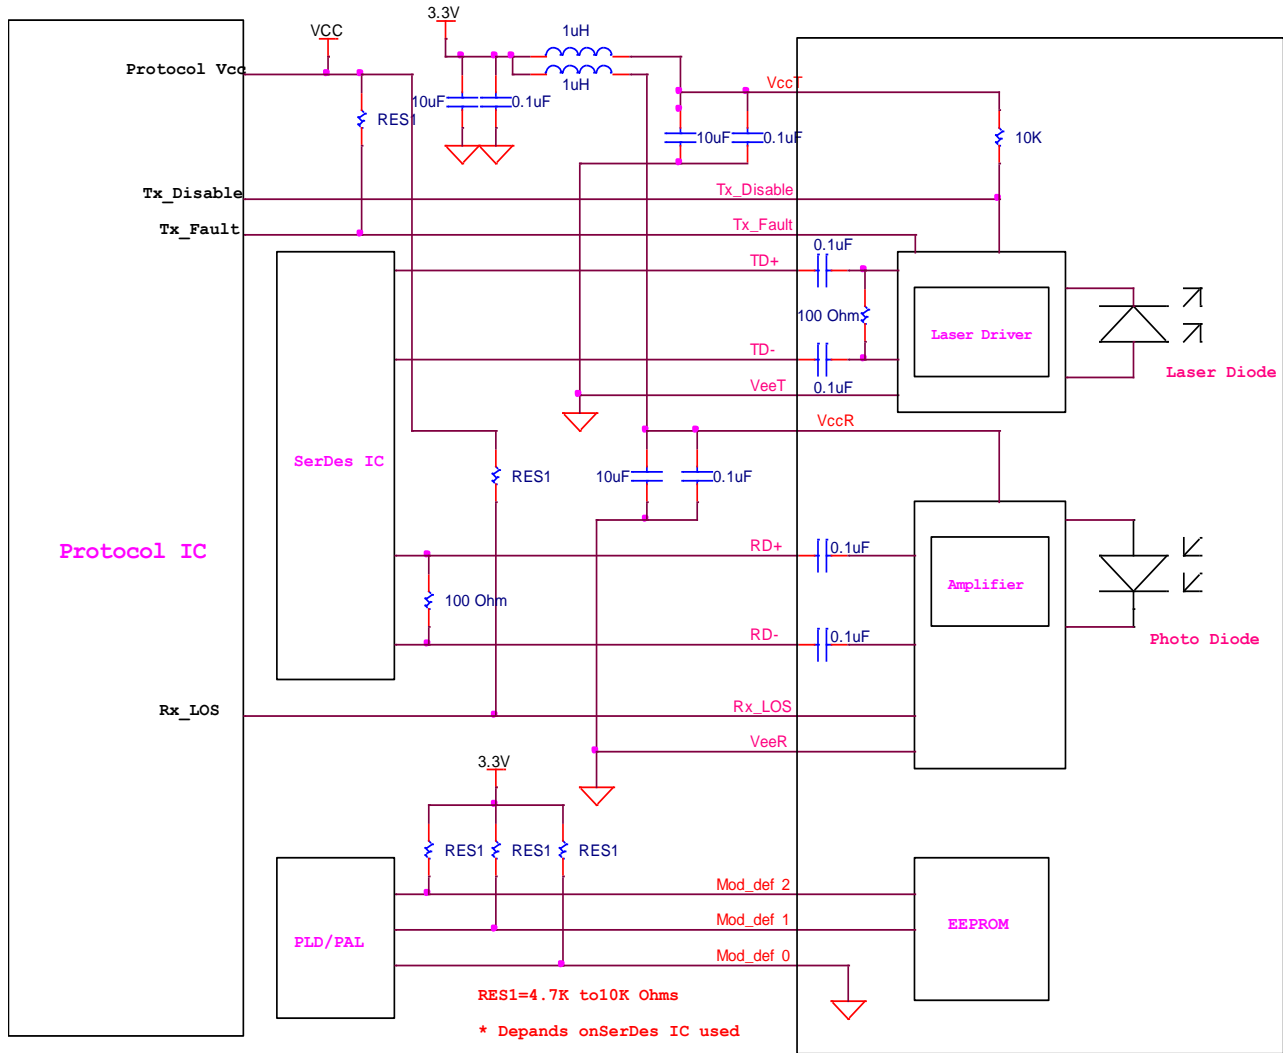 3.3V
VCC
1uH
Protocol Vcc
1uH
VccT
10uF
0.1uF
RES1
10uF
0.1uF
10K
Tx_Disable
Tx_Disable
Tx_Fault
Tx_Fault
0.1uF
TD+
100 Ohm
Laser Driver
TD-
Laser Diode
VeeT
0.1uF
VccR
SerDes IC
RES1
10uF
0.1uF
Protocol IC
RD+
0.1uF
Amplifier
100 Ohm
RD-
0.1uF
Photo Diode
Rx_LOS
Rx_LOS
VeeR
3.3V
RES1
RES1
RES1
Mod_def 2
Mod_def 1
EEPROM
PLD/PAL
Mod_def 0
RES1=4.7K to10K Ohms
* Depands onSerDes IC used